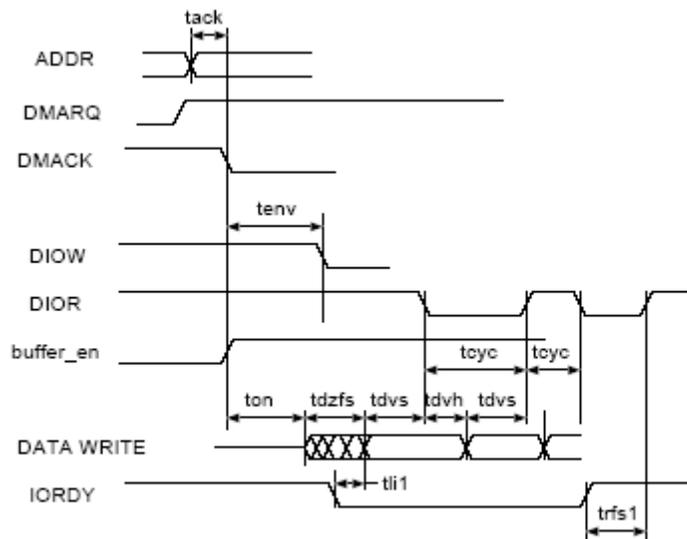 tack
ADDR
DMARQ
DMACK
tenv
DIOW
DIOR
buffer_en
tcyc tcyc
ton tdzfs tdvs tdvh tdvs
DATA WRITE
tli1
IORDY
trfs1